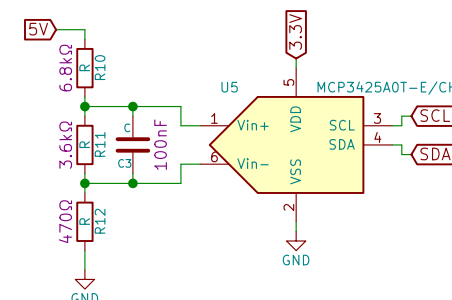 5V
6.8kΩ
R
R10
3.6kΩ
R
R11
470Ω
R
R12
GND
C
C3
100nF
3.3V
U5
MCP3425A0T-E/CH
5
VDD
1
Vin+
6
Vin-
SCL
3
SCL
SDA
4
SDA
VSS
2
GND